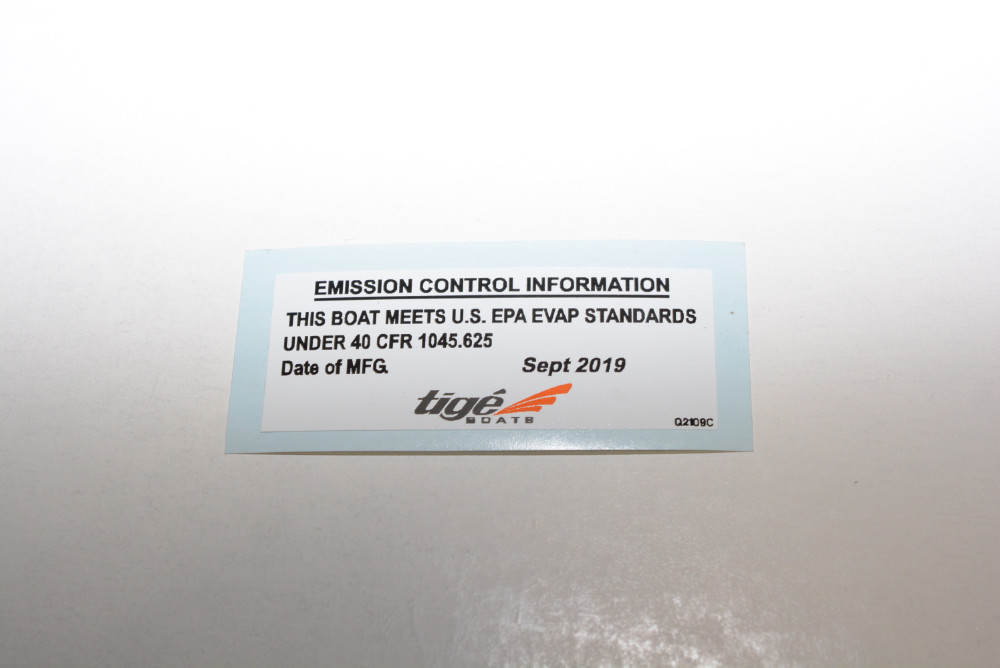 EMISSION CONTROL INFORMATION
THIS BOAT MEETS U.S. EPA EVAP STANDARDS
UNDER 40 CFR 1045.625
Date of MFG. Sept 2019
tigé
BOATS
Q2109C